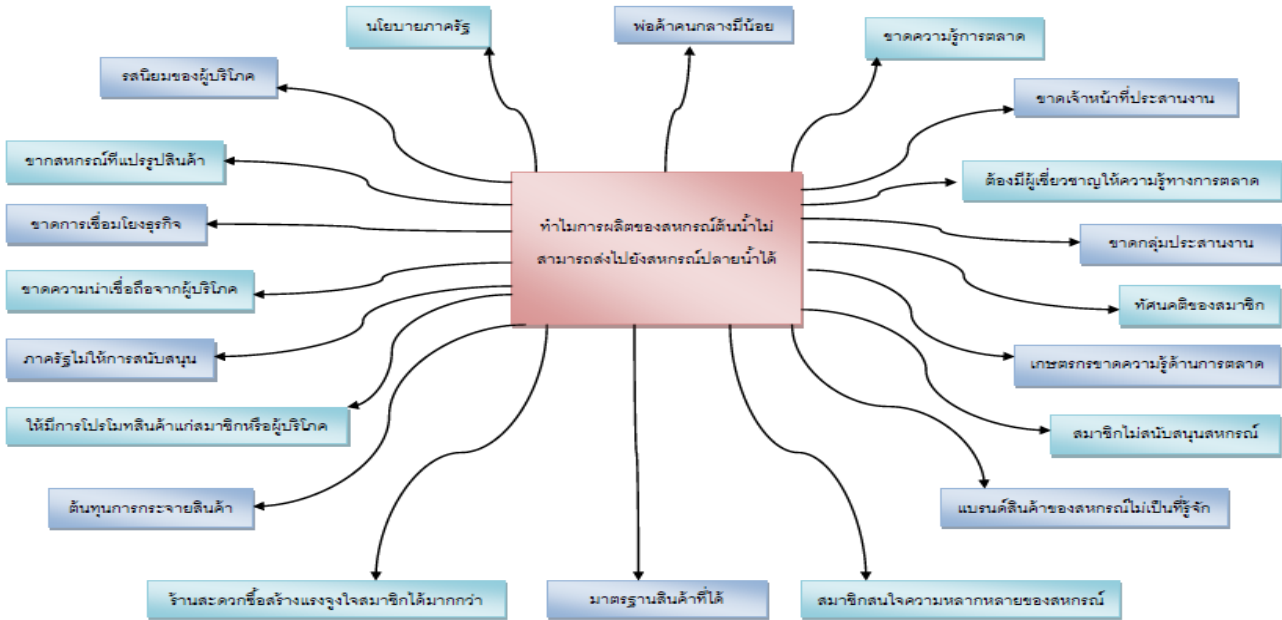 นโยบายภาครัฐ
พ่อค้าคนกลางมีน้อย
ขาดความรู้การตลาด
รสนิยมของผู้บริโภค
ขาดเจ้าหน้าที่ประสานงาน
ขากสหกรณ์ที่แปรรูปสินค้า
ต้องมีผู้เชี่ยวชาญให้ความรู้ทางการตลาด
ขาดการเชื่อมโยงธุรกิจ
ทำไมการผลิตของสหกรณ์ต้นน้ำไม่
สามารถส่งไปยังสหกรณ์ปลายน้ำได้
ขาดกลุ่มประสานงาน
ขาดความน่าเชื่อถือจากผู้บริโภค
ทัศนคติของสมาชิก
ภาครัฐไม่ให้การสนับสนุน
เกษตรกรขาดความรู้ด้านการตลาด
ให้มีการโปรโมทสินค้าแก่สมาชิกหรือผู้บริโภค
สมาชิกไม่สนับสนุนสหกรณ์
ต้นทุนการกระจายสินค้า
แบรนด์สินค้าของสหกรณ์ไม่เป็นที่รู้จัก
ร้านสะดวกซื้อสร้างแรงจูงใจสมาชิกได้มากกว่า
มาตรฐานสินค้าที่ได้
สมาชิกสนใจความหลากหลายของสหกรณ์